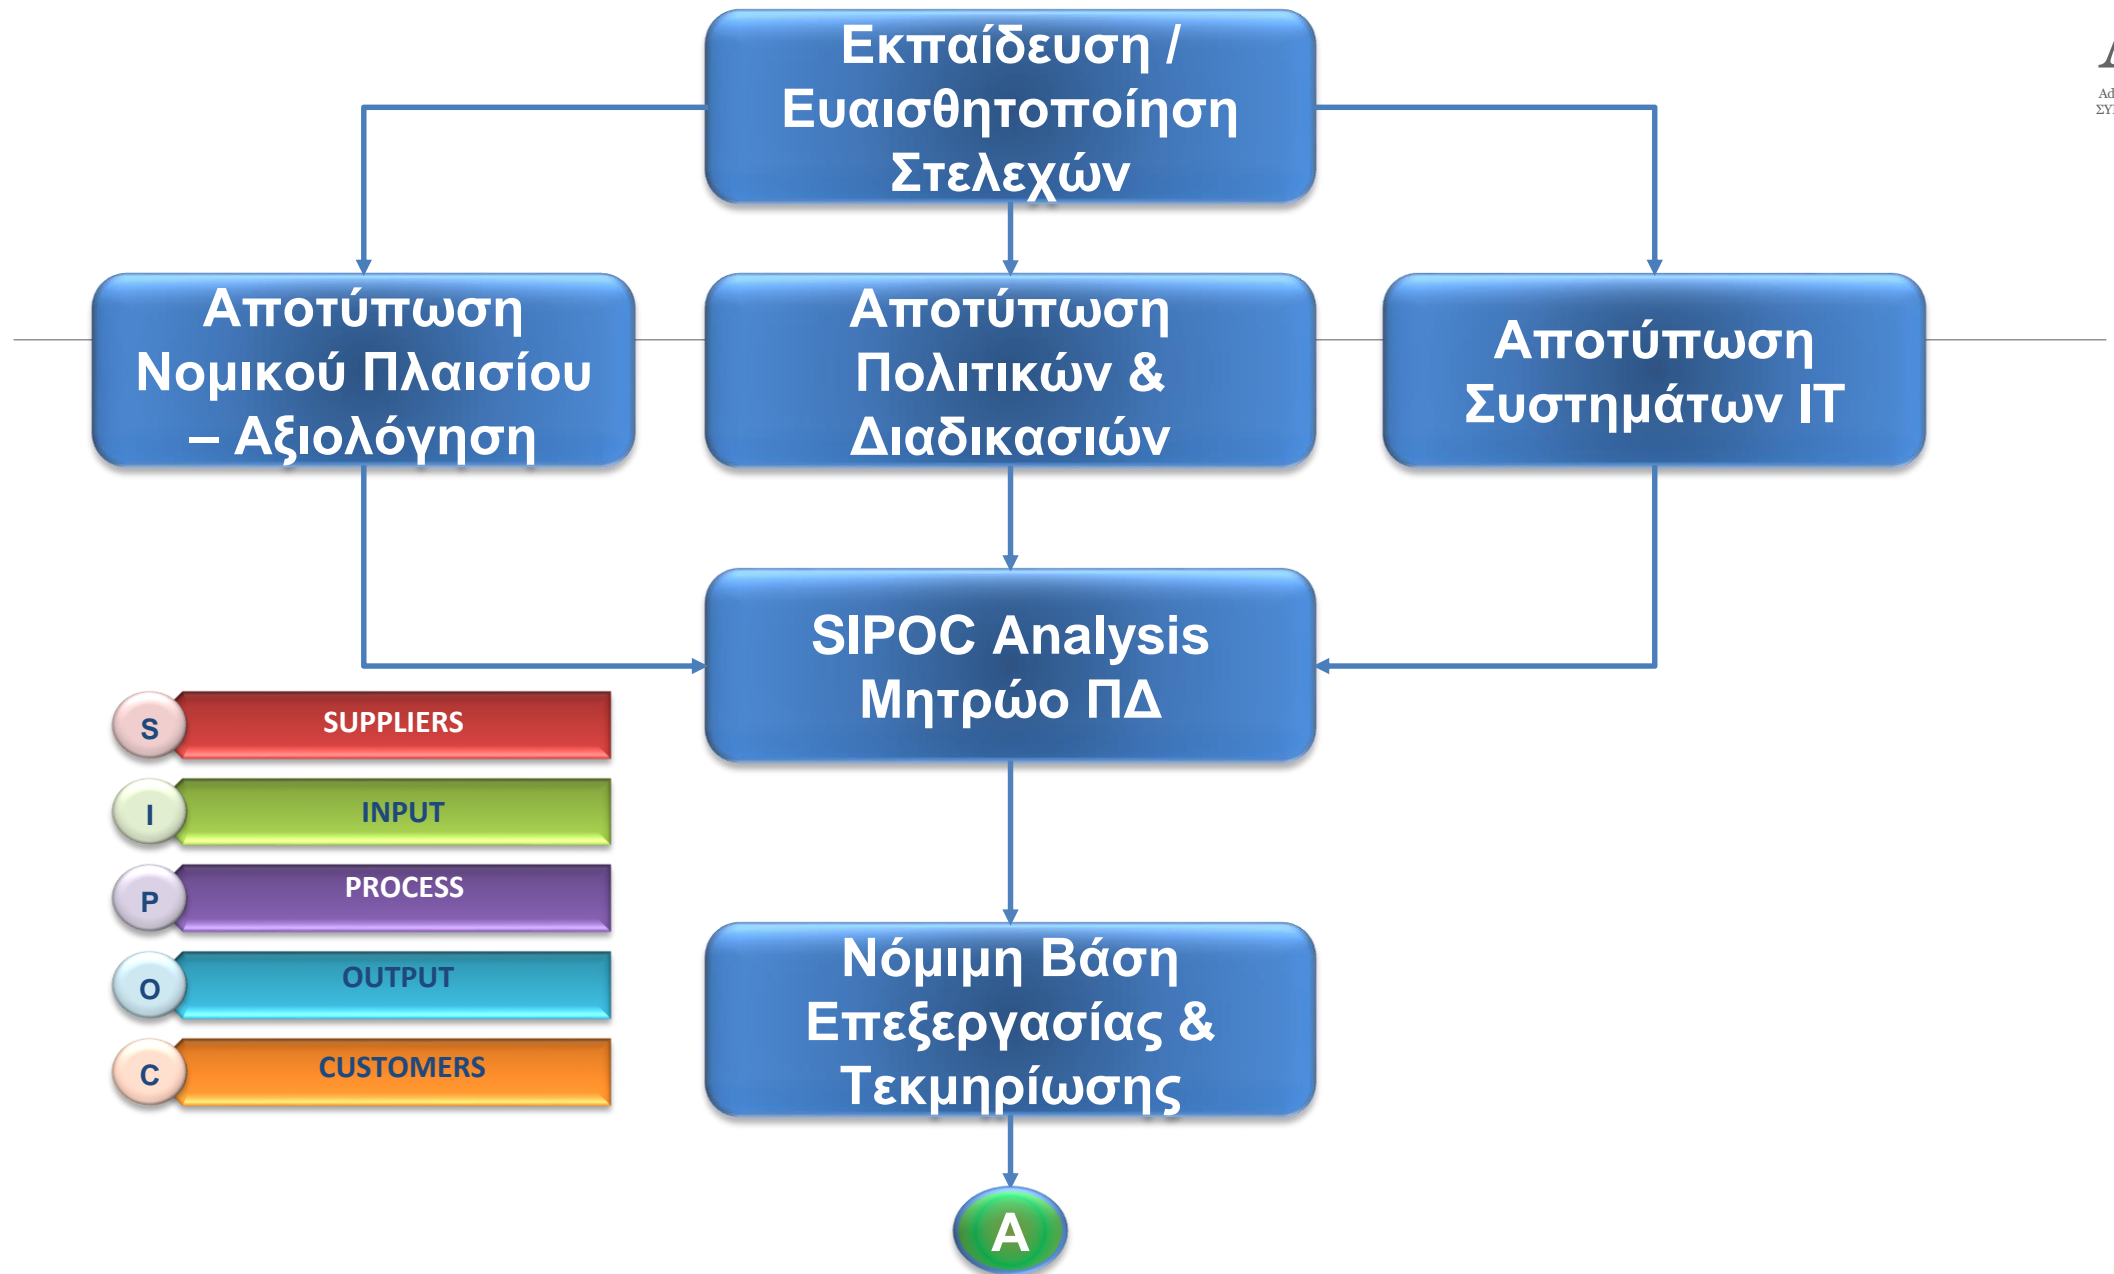 Εκπαίδευση /
Ευαισθητοποίηση
Στελεχών
Αποτύπωση
Νομικού Πλαισίου
– Αξιολόγηση
Αποτύπωση
Πολιτικών &
Διαδικασιών
Αποτύπωση
Συστημάτων IT
SIPOC Analysis
Μητρώο ΠΔ
S SUPPLIERS
I INPUT
P PROCESS
O OUTPUT
C CUSTOMERS
Νόμιμη Βάση
Επεξεργασίας &
Τεκμηρίωσης
A